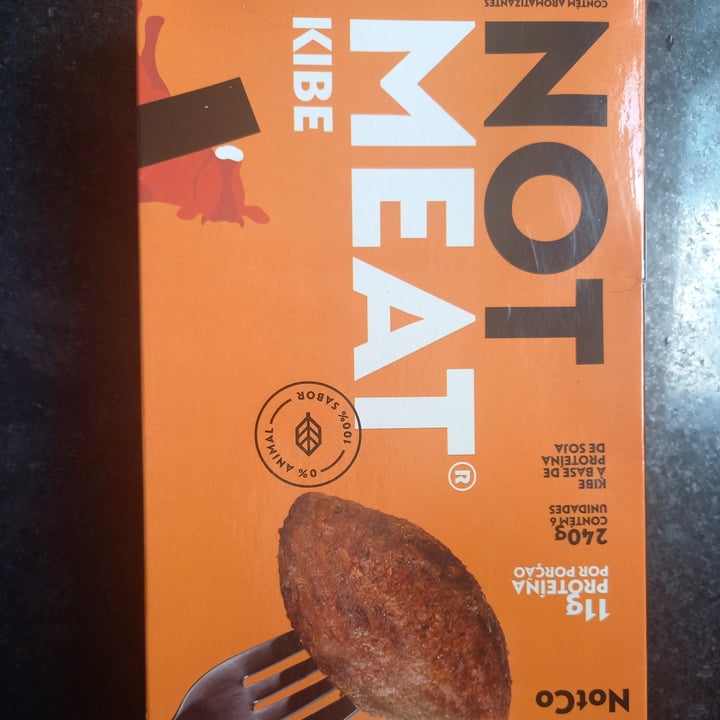 NotCo
11g
PROTEÍNA
POR PORÇÃO
240g
CONTÉM 6
UNIDADES
KIBE
À BASE DE
PROTEÍNA
DE SOJA
CONTÉM AROMATIZANTES
NOT
MEAT®
KIBE
0% ANIMAL
100% SABOR